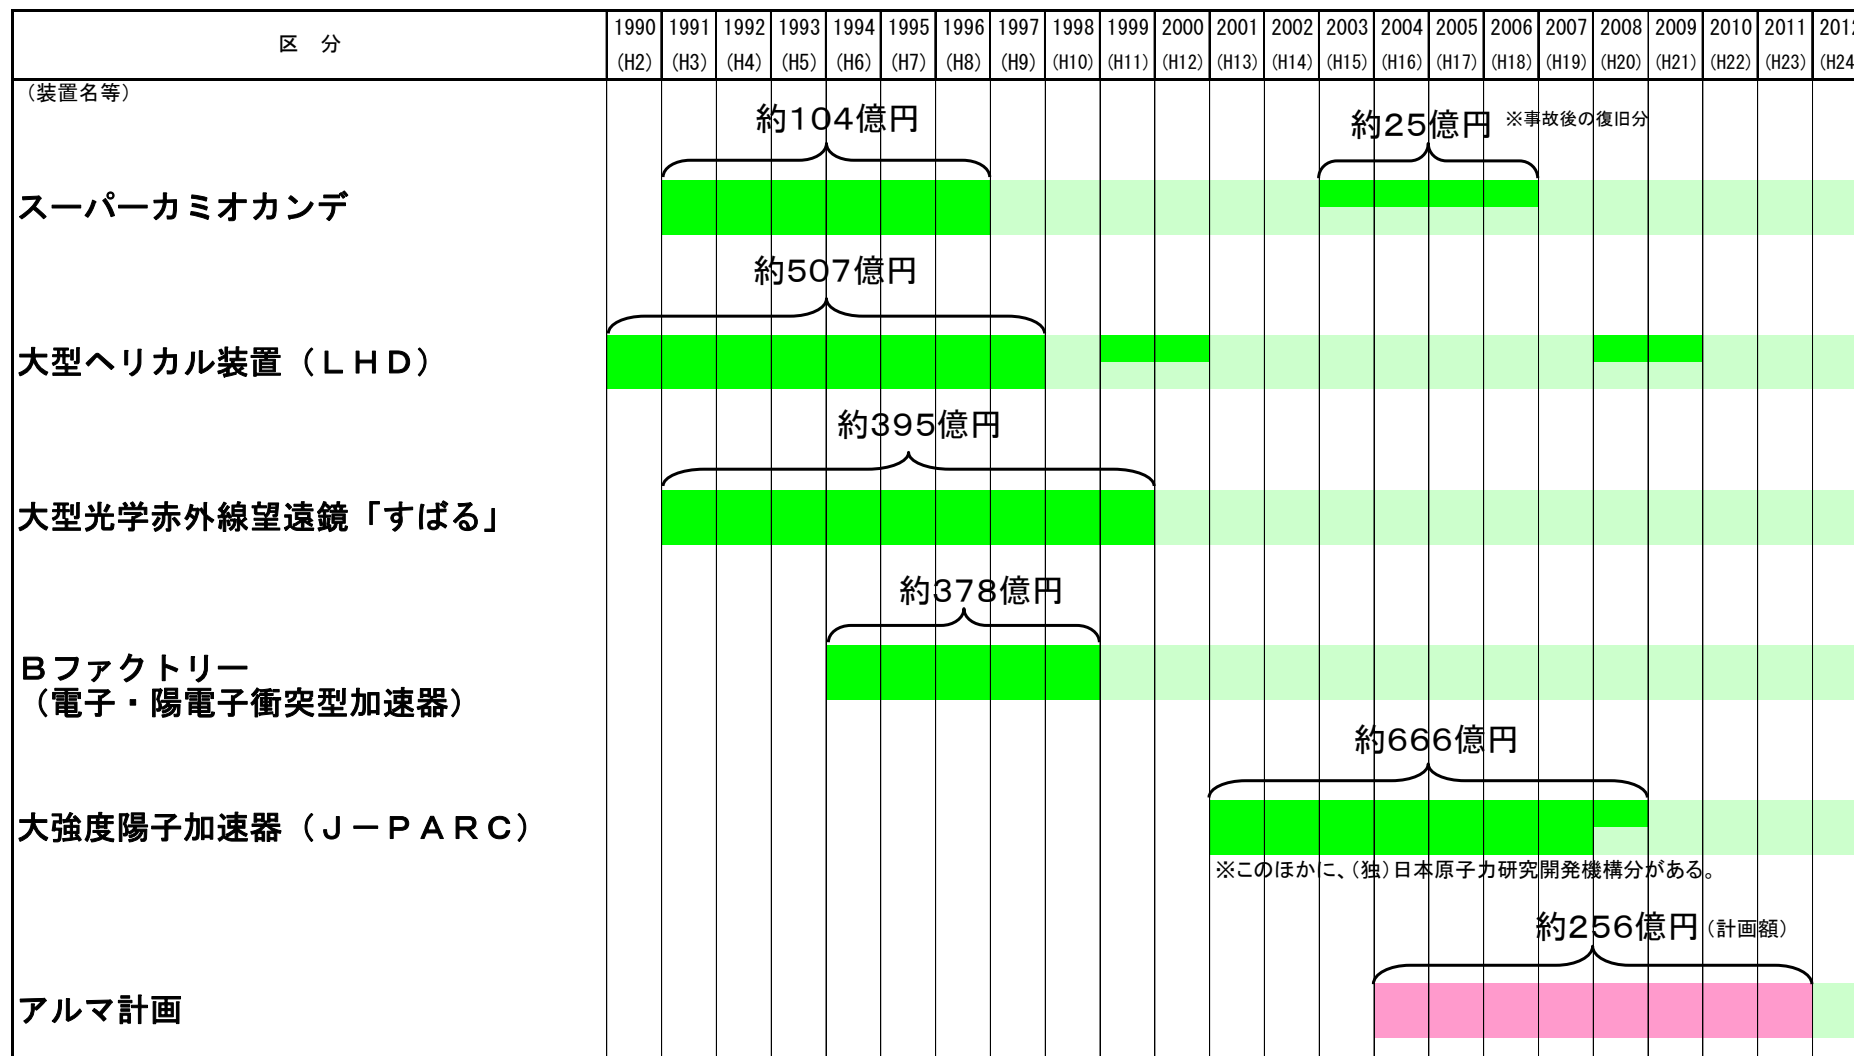 区　分
1990 1991 1992 1993 1994 1995 1996 1997 1998 1999 2000 2001 2002 2003 2004 2005 2006 2007 2008 2009 2010 2011 2012
(H2) (H3) (H4) (H5) (H6) (H7) (H8) (H9) (H10) (H11) (H12) (H13) (H14) (H15) (H16) (H17) (H18) (H19) (H20) (H21) (H22) (H23) (H24
（装置名等）
約104億円
約25億円 ※事故後の復旧分
スーパーカミオカンデ
約507億円
大型ヘリカル装置（ＬＨＤ）
約395億円
大型光学赤外線望遠鏡「すばる」
約378億円
Ｂファクトリー
（電子・陽電子衝突型加速器）
約666億円
大強度陽子加速器（Ｊ－ＰＡＲＣ）
※このほかに、（独）日本原子力研究開発機構分がある。
約256億円（計画額）
アルマ計画